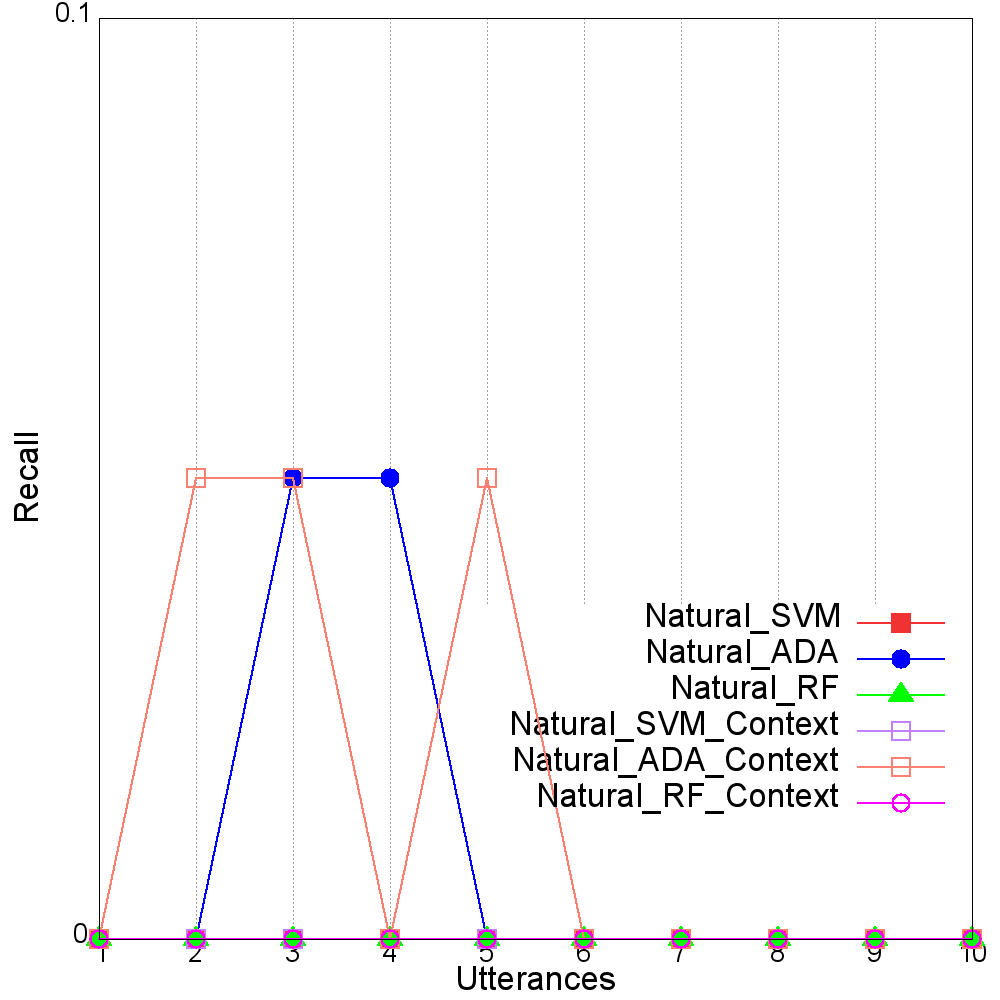 0.1
Recall
Natural_SVM
Natural_ADA
Natural_RF
Natural_SVM_Context
Natural_ADA_Context
Natural_RF_Context
0
1 2 3 4 5 6 7 8 9 10
Utterances